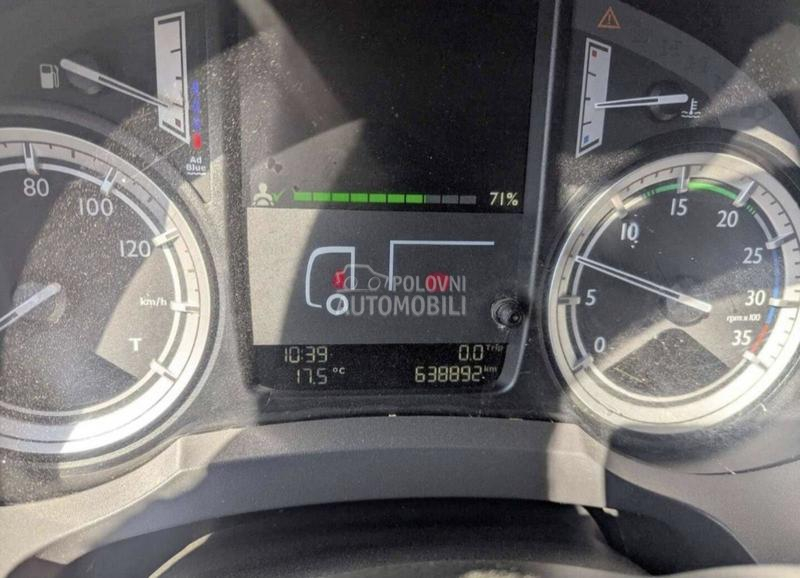 Ad
Blue
80
100
120
km/h
T
71%
POLOVNI
AUTOMOBILI
10:39
0.0 Trip
17.5 °C
638892 km
0
5
10
15
20
25
30
35
rpm x 100